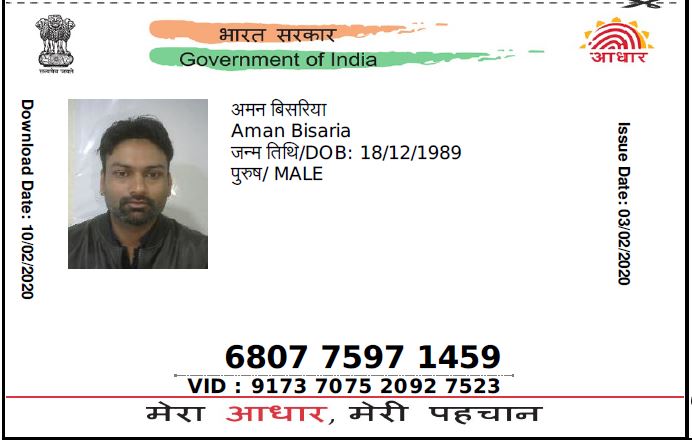 भारत सरकार
Government of India
सत्यमेव जयते
आधार
Download Date: 10/02/2020
अमन बिसरिया
Aman Bisaria
जन्म तिथि/DOB: 18/12/1989
पुरुष/ MALE
Issue Date: 03/02/2020
6807 7597 1459
VID : 9173 7075 2092 7523
मेरा आधार, मेरी पहचान